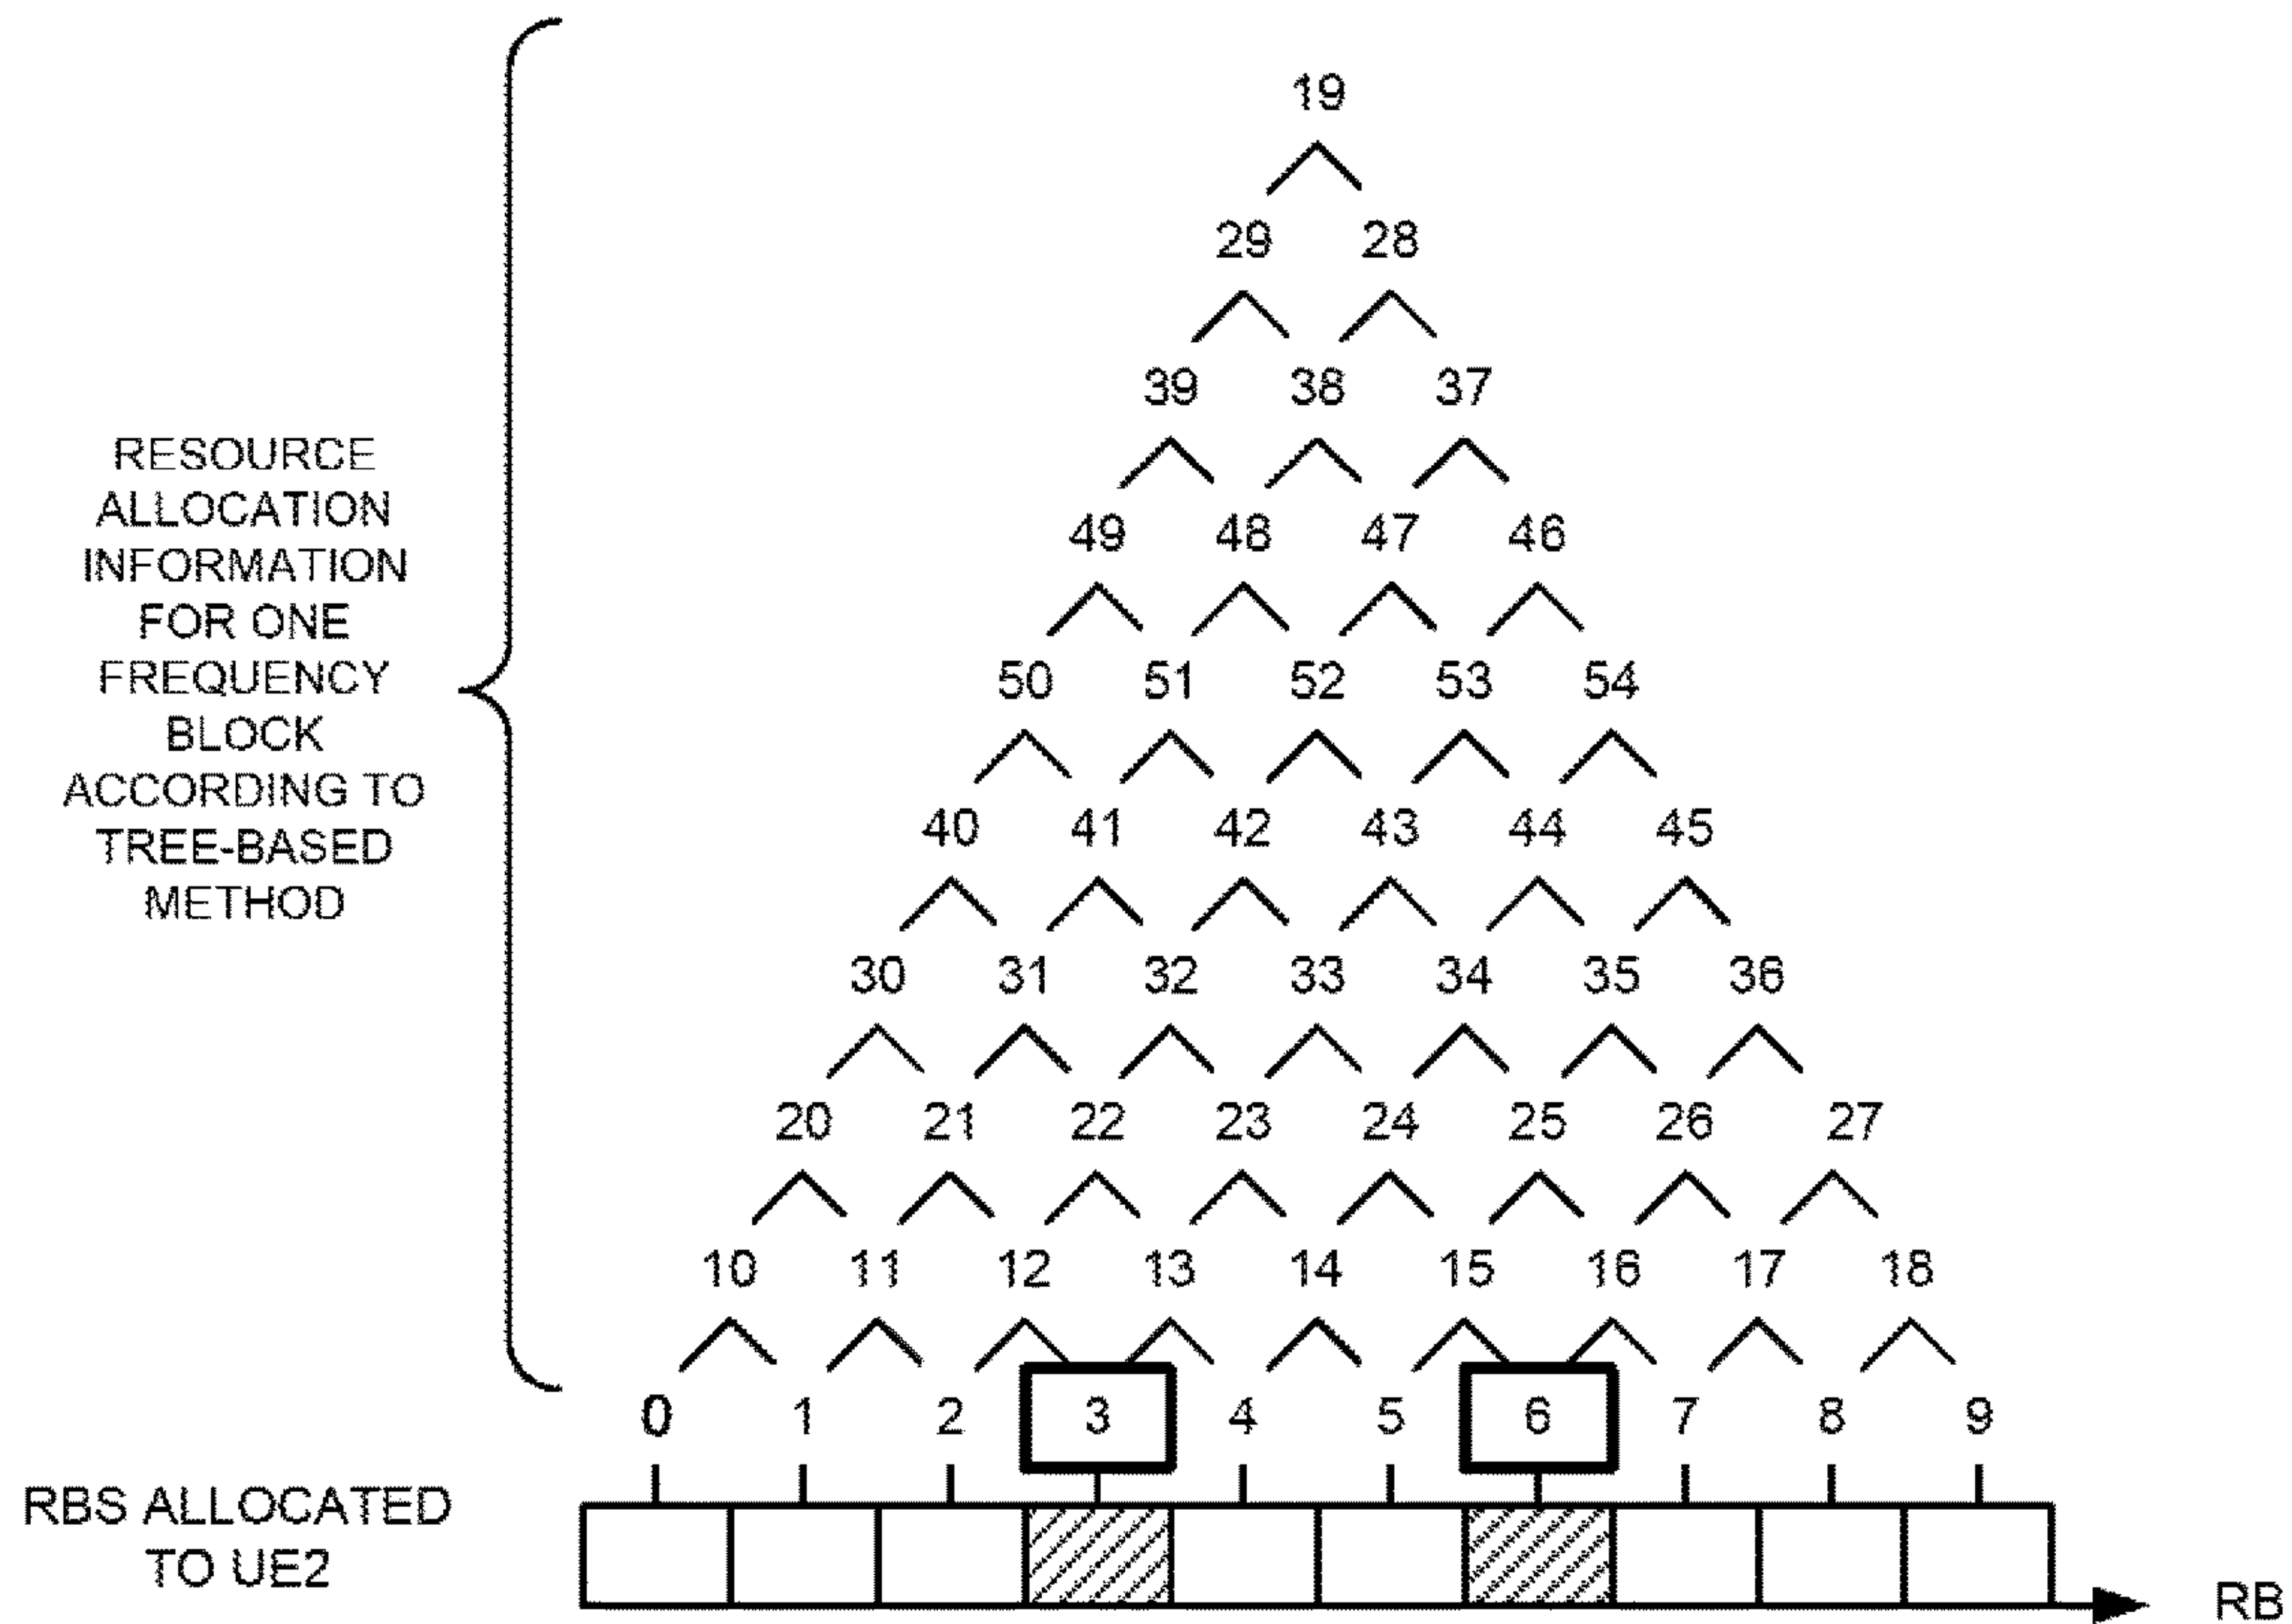 19
29 28
39 38 37
RESOURCE
ALLOCATION
INFORMATION
FOR ONE
FREQUENCY
BLOCK
ACCORDING TO
TREE-BASED
METHOD
49 48 47 46
50 51 52 53 54
40 41 42 43 44 45
30 31 32 33 34 35 36
20 21 22 23 24 25 26 27
10 11 12 13 14 15 16 17 18
0 1 2 3 4 5 6 7 8 9
RBS ALLOCATED
TO UE2
RB